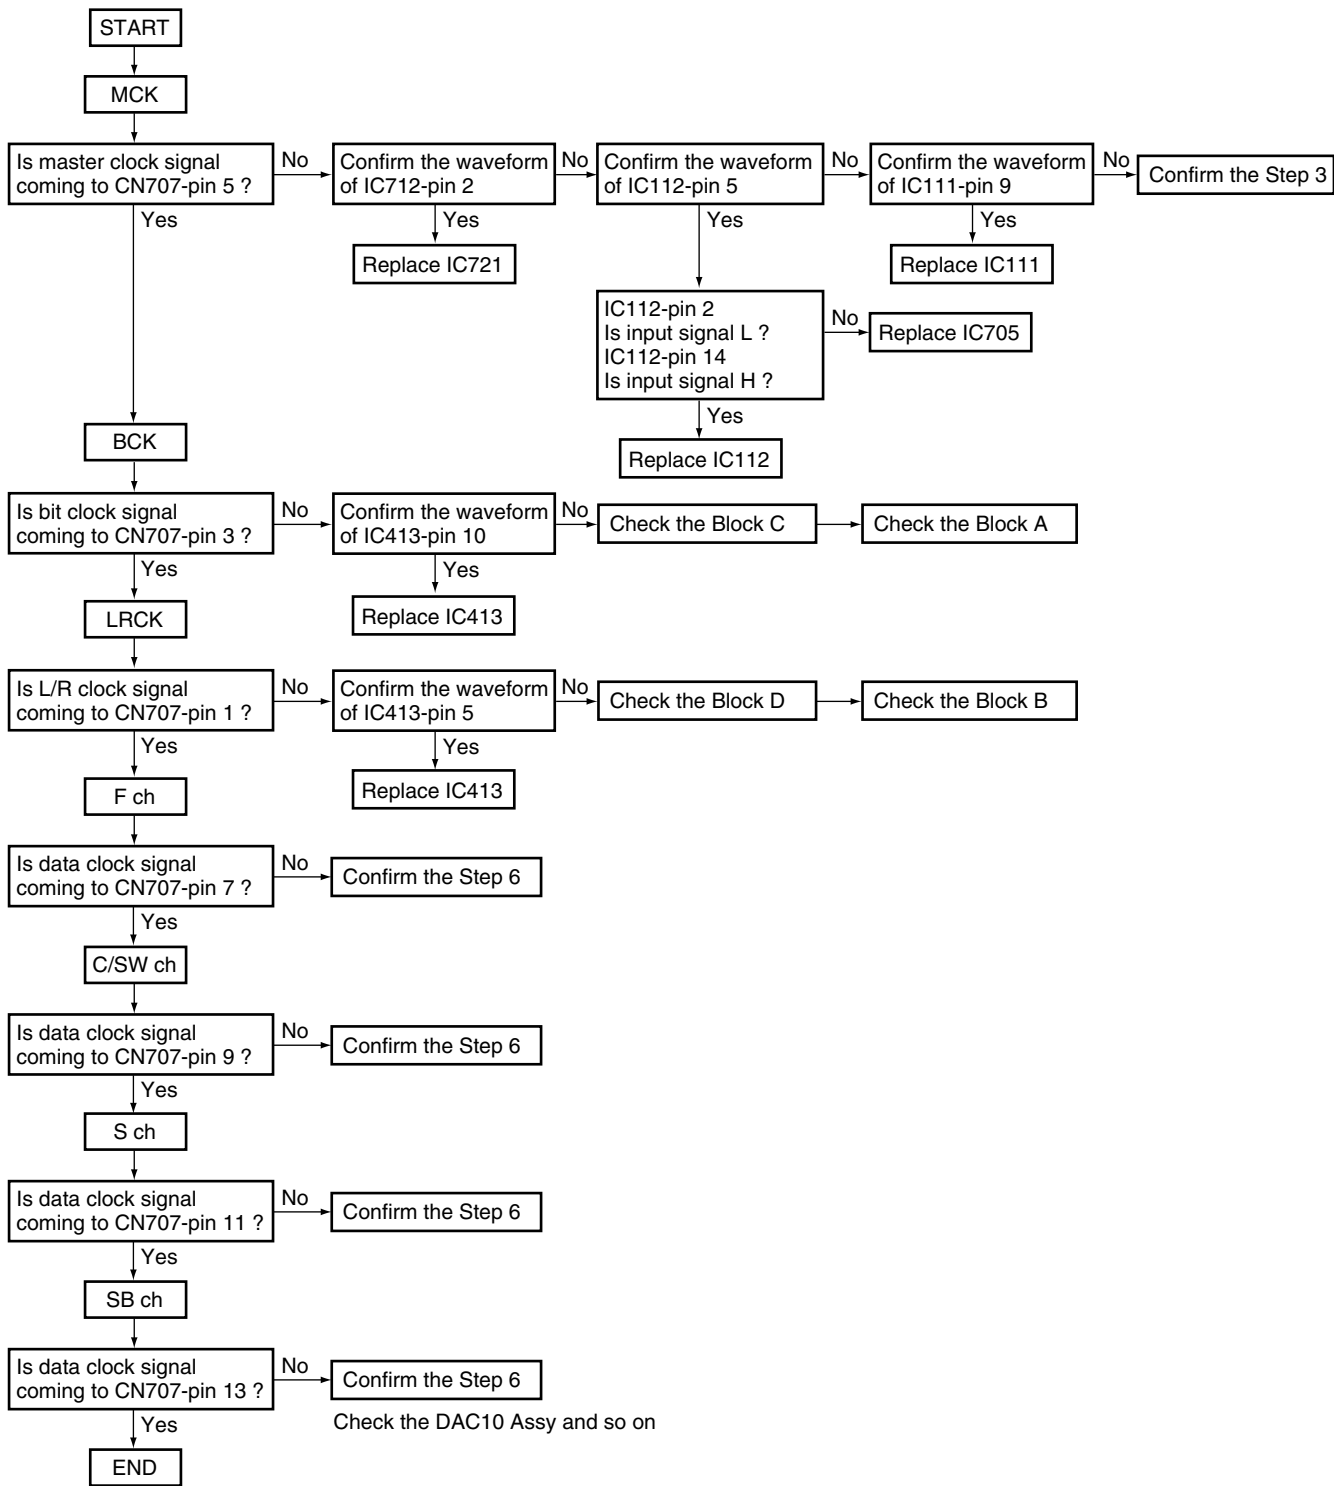 START
MCK
Is master clock signal
coming to CN707-pin 5 ?
No
Confirm the waveform
of IC712-pin 2
No
Confirm the waveform
of IC112-pin 5
No
Confirm the waveform
of IC111-pin 9
No
Confirm the Step 3
Yes
Yes
Yes
Yes
Replace IC721
Replace IC111
IC112-pin 2
Is input signal L ?
IC112-pin 14
Is input signal H ?
No
Replace IC705
Yes
Replace IC112
BCK
Is bit clock signal
coming to CN707-pin 3 ?
No
Confirm the waveform
of IC413-pin 10
No
Check the Block C
Check the Block A
Yes
Yes
Replace IC413
LRCK
Is L/R clock signal
coming to CN707-pin 1 ?
No
Confirm the waveform
of IC413-pin 5
No
Check the Block D
Check the Block B
Yes
Yes
Replace IC413
F ch
Is data clock signal
coming to CN707-pin 7 ?
No
Confirm the Step 6
Yes
C/SW ch
Is data clock signal
coming to CN707-pin 9 ?
No
Confirm the Step 6
Yes
S ch
Is data clock signal
coming to CN707-pin 11 ?
No
Confirm the Step 6
Yes
SB ch
Is data clock signal
coming to CN707-pin 13 ?
No
Confirm the Step 6
Check the DAC10 Assy and so on
Yes
END